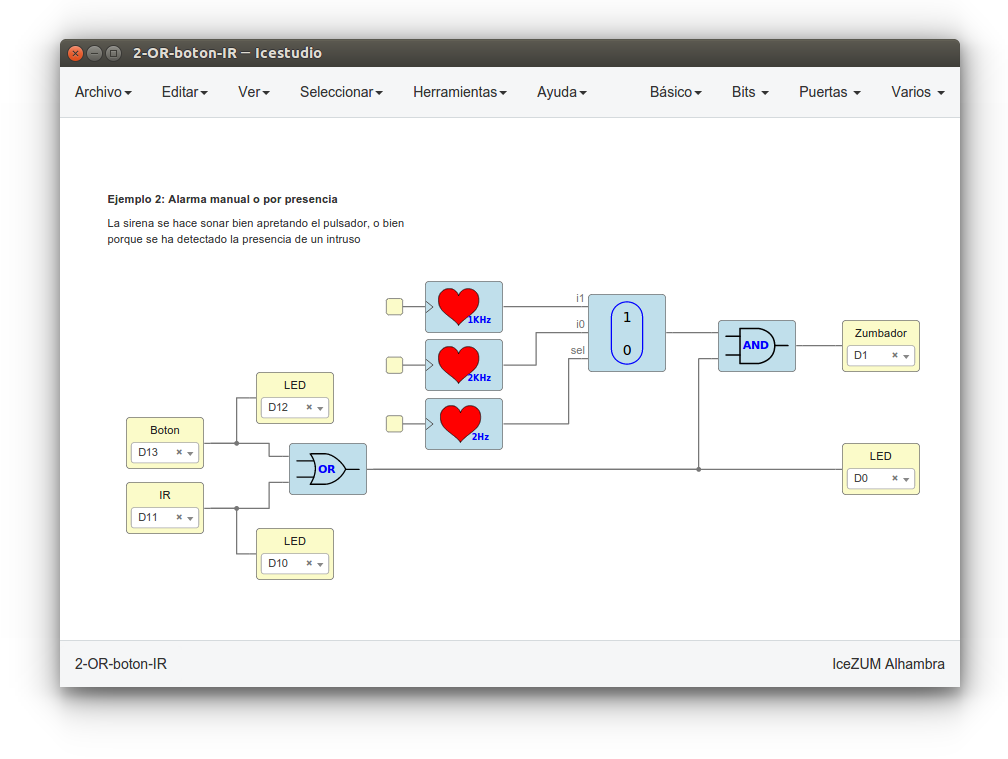 2-OR-boton-IR – Icestudio
Archivo Editar Ver Seleccionar Herramientas Ayuda Básico Bits Puertas Varios
Ejemplo 2: Alarma manual o por presencia
La sirena se hace sonar bien apretando el pulsador, o bien
porque se ha detectado la presencia de un intruso
1KHz
i1
i0
sel
1
0
2KHz
2Hz
AND
Zumbador
D1
LED
D12
Boton
D13
OR
IR
D11
LED
D10
LED
D0
2-OR-boton-IR
IceZUM Alhambra